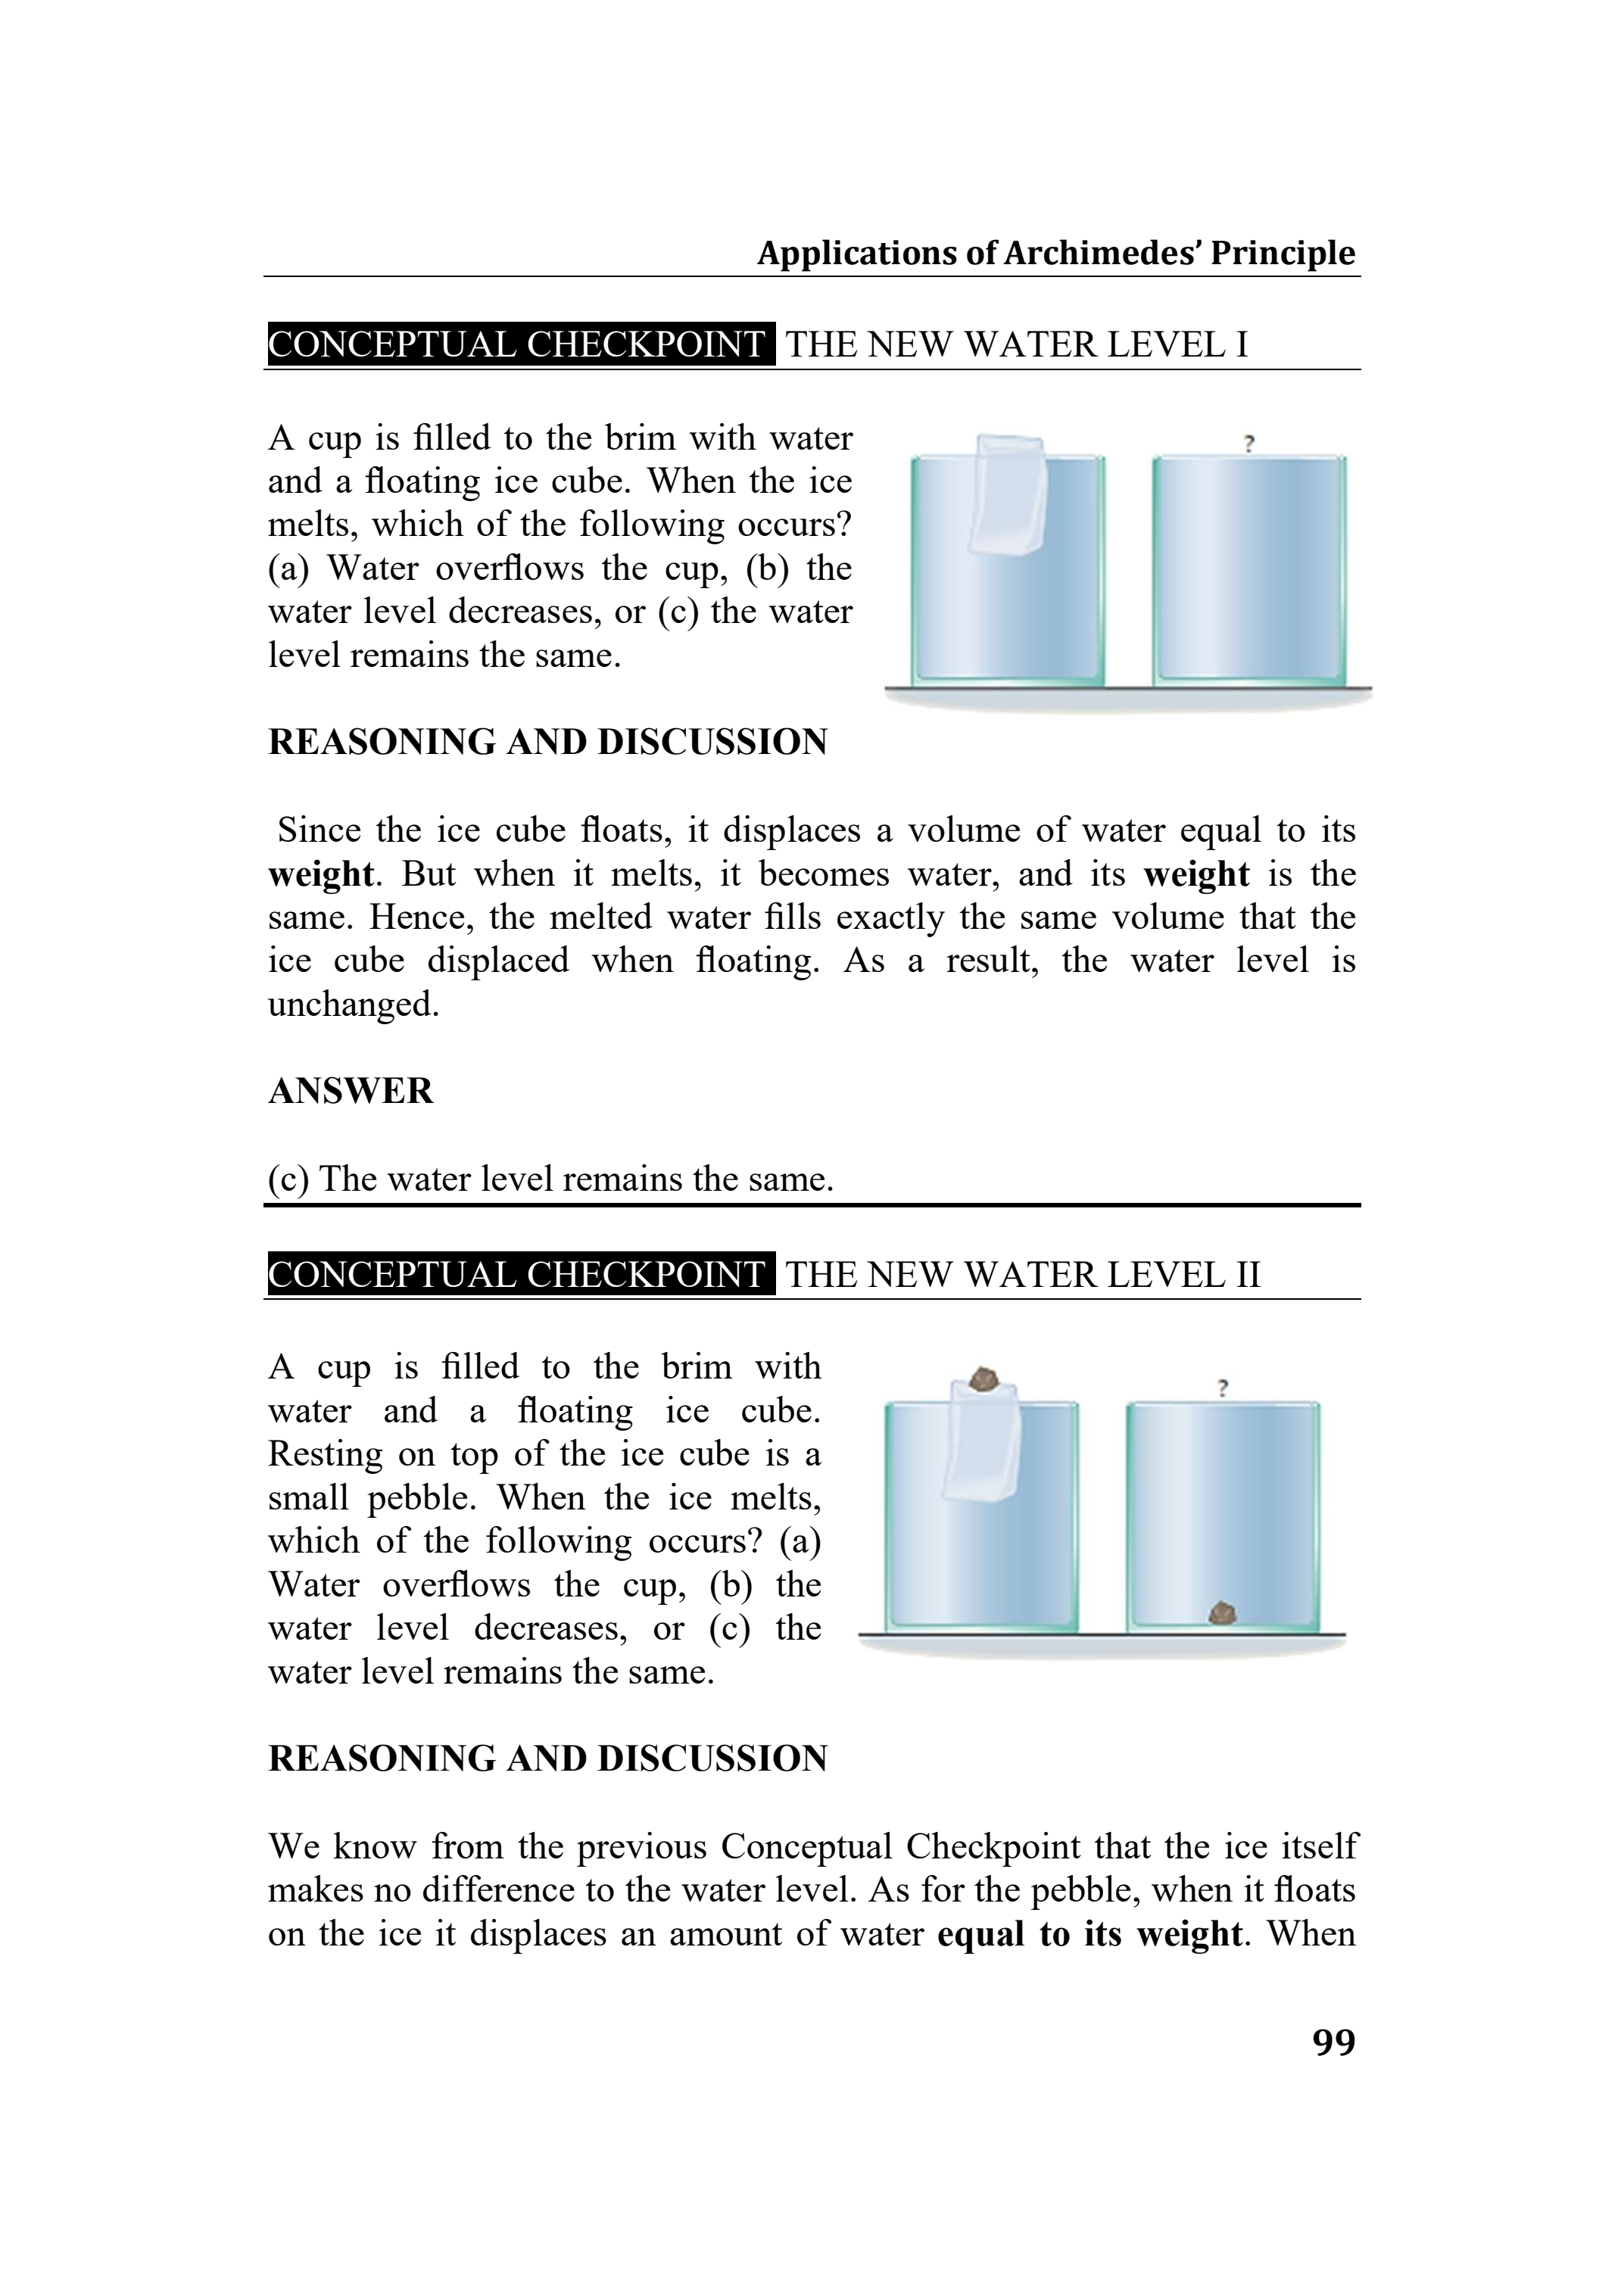 Applications of Archimedes’ Principle
CONCEPTUAL CHECKPOINT THE NEW WATER LEVEL I
A cup is filled to the brim with water
and a floating ice cube. When the ice
melts, which of the following occurs?
(a) Water overflows the cup, (b) the
water level decreases, or (c) the water
level remains the same.
?
REASONING AND DISCUSSION
Since the ice cube floats, it displaces a volume of water equal to its
weight. But when it melts, it becomes water, and its weight is the
same. Hence, the melted water fills exactly the same volume that the
ice cube displaced when floating. As a result, the water level is
unchanged.
ANSWER
(c) The water level remains the same.
CONCEPTUAL CHECKPOINT THE NEW WATER LEVEL II
A cup is filled to the brim with
water and a floating ice cube.
Resting on top of the ice cube is a
small pebble. When the ice melts,
which of the following occurs? (a)
Water overflows the cup, (b) the
water level decreases, or (c) the
water level remains the same.
?
REASONING AND DISCUSSION
We know from the previous Conceptual Checkpoint that the ice itself
makes no difference to the water level. As for the pebble, when it floats
on the ice it displaces an amount of water equal to its weight. When
99